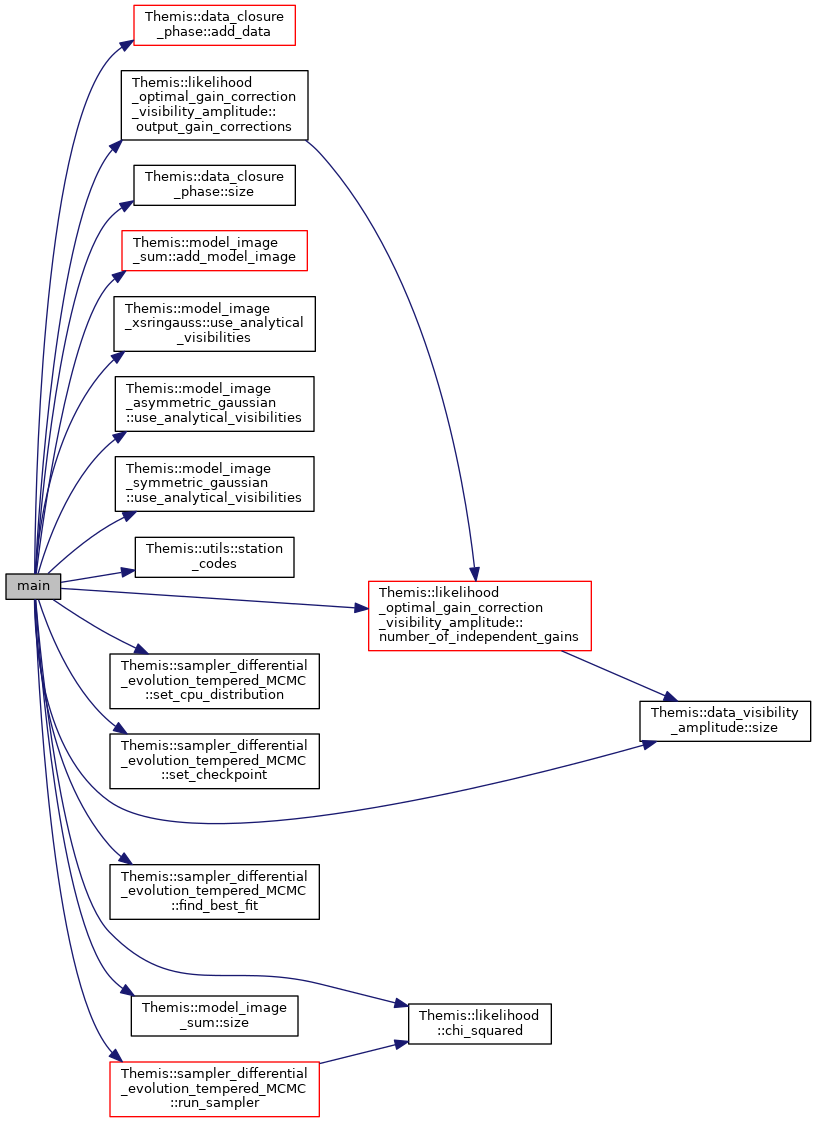 Themis::data_closure
_phase::add_data
Themis::likelihood
_optimal_gain_correction
_visibility_amplitude::
output_gain_corrections
Themis::data_closure
_phase::size
Themis::model_image
_sum::add_model_image
Themis::model_image
_xsringauss::use_analytical
_visibilities
Themis::model_image
_asymmetric_gaussian
::use_analytical_visibilities
Themis::model_image
_symmetric_gaussian
::use_analytical_visibilities
Themis::utils::station
_codes
main
Themis::likelihood
_optimal_gain_correction
_visibility_amplitude::
number_of_independent_gains
Themis::sampler_differential
_evolution_tempered_MCMC
::set_cpu_distribution
Themis::data_visibility
_amplitude::size
Themis::sampler_differential
_evolution_tempered_MCMC
::set_checkpoint
Themis::sampler_differential
_evolution_tempered_MCMC
::find_best_fit
Themis::model_image
_sum::size
Themis::likelihood
::chi_squared
Themis::sampler_differential
_evolution_tempered_MCMC
::run_sampler